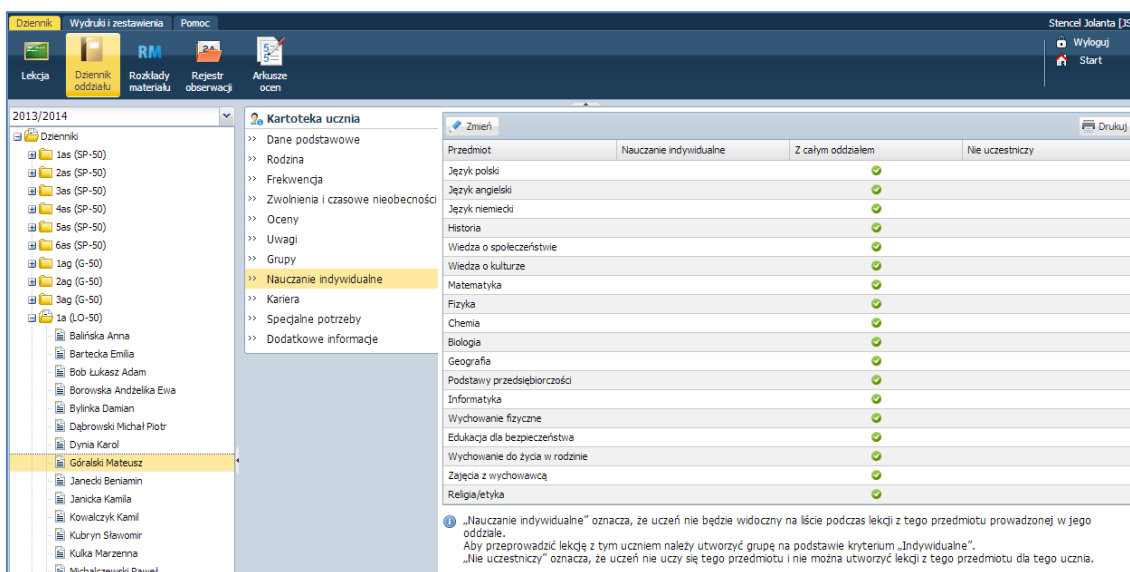 Dziennik Wydruki i zestawienia Pomoc
Stencel Jolanta [JS
Lekcja
Dziennik oddziału
RM
Rozkłady materiału
Rejestr obserwacji
Arkusze ocen
Wyloguj
Start
2013/2014
Dzienniki
1as (SP-50)
2as (SP-50)
3as (SP-50)
4as (SP-50)
5as (SP-50)
6as (SP-50)
1ag (G-50)
2ag (G-50)
3ag (G-50)
1a (LO-50)
Balińska Anna
Bartecka Emilia
Bob Łukasz Adam
Borowska Andżelika Ewa
Bylinka Damian
Dąbrowski Michał Piotr
Dynia Karol
Góralski Mateusz
Janecki Beniamin
Janicka Kamila
Kowalczyk Kamil
Kubryn Sławomir
Kulka Marzenna
Michalczewski Paweł
Kartoteka ucznia
>> Dane podstawowe
>> Rodzina
>> Frekwencja
>> Zwolnienia i czasowe nieobecności
>> Oceny
>> Uwagi
>> Grupy
>> Nauczanie indywidualne
>> Kariera
>> Specjalne potrzeby
>> Dodatkowe informacje
Zmień
Drukuj
Przedmiot Nauczanie indywidualne Z całym oddziałem Nie uczestniczy
Język polski
Język angielski
Język niemiecki
Historia
Wiedza o społeczeństwie
Wiedza o kulturze
Matematyka
Fizyka
Chemia
Biologia
Geografia
Podstawy przedsiębiorczości
Informatyka
Wychowanie fizyczne
Edukacja dla bezpieczeństwa
Wychowanie do życia w rodzinie
Zajęcia z wychowawcą
Religia/etyka
„Nauczanie indywidualne” oznacza, że uczeń nie będzie widoczny na liście podczas lekcji z tego przedmiotu prowadzonej w jego
oddziale.
Aby przeprowadzić lekcję z tym uczniem należy utworzyć grupę na podstawie kryterium „Indywidualne”.
„Nie uczestniczy” oznacza, że uczeń nie uczy się tego przedmiotu i nie można utworzyć lekcji z tego przedmiotu dla tego ucznia.